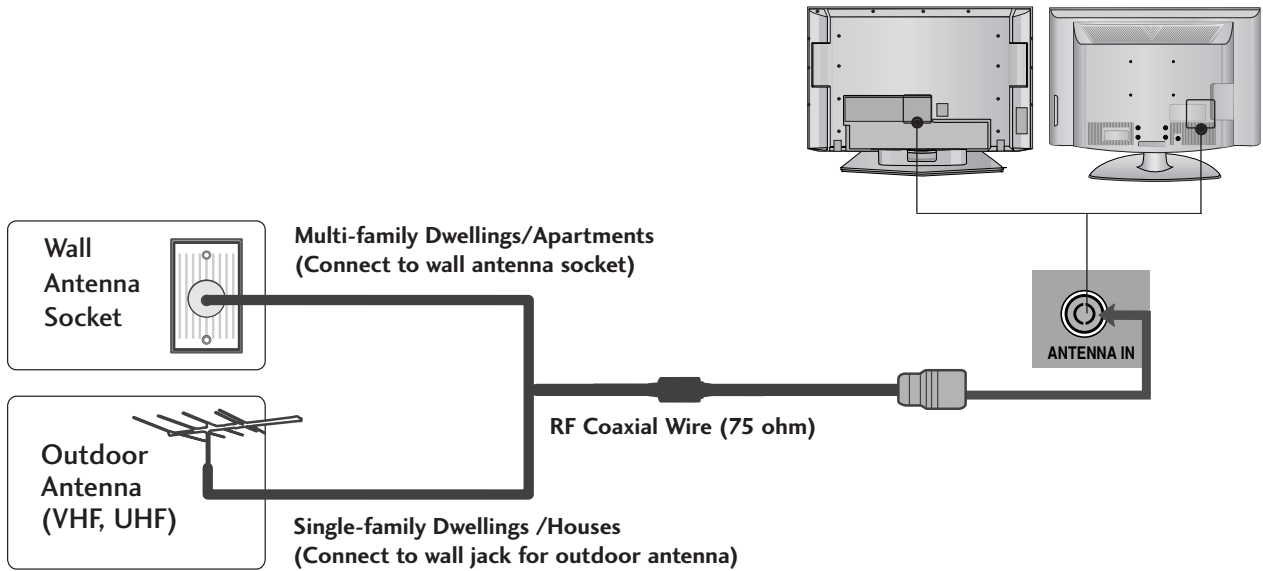 Wall
Antenna
Socket
Multi-family Dwellings/Apartments
(Connect to wall antenna socket)
ANTENNA IN
RF Coaxial Wire (75 ohm)
Outdoor
Antenna
(VHF, UHF)
Single-family Dwellings /Houses
(Connect to wall jack for outdoor antenna)